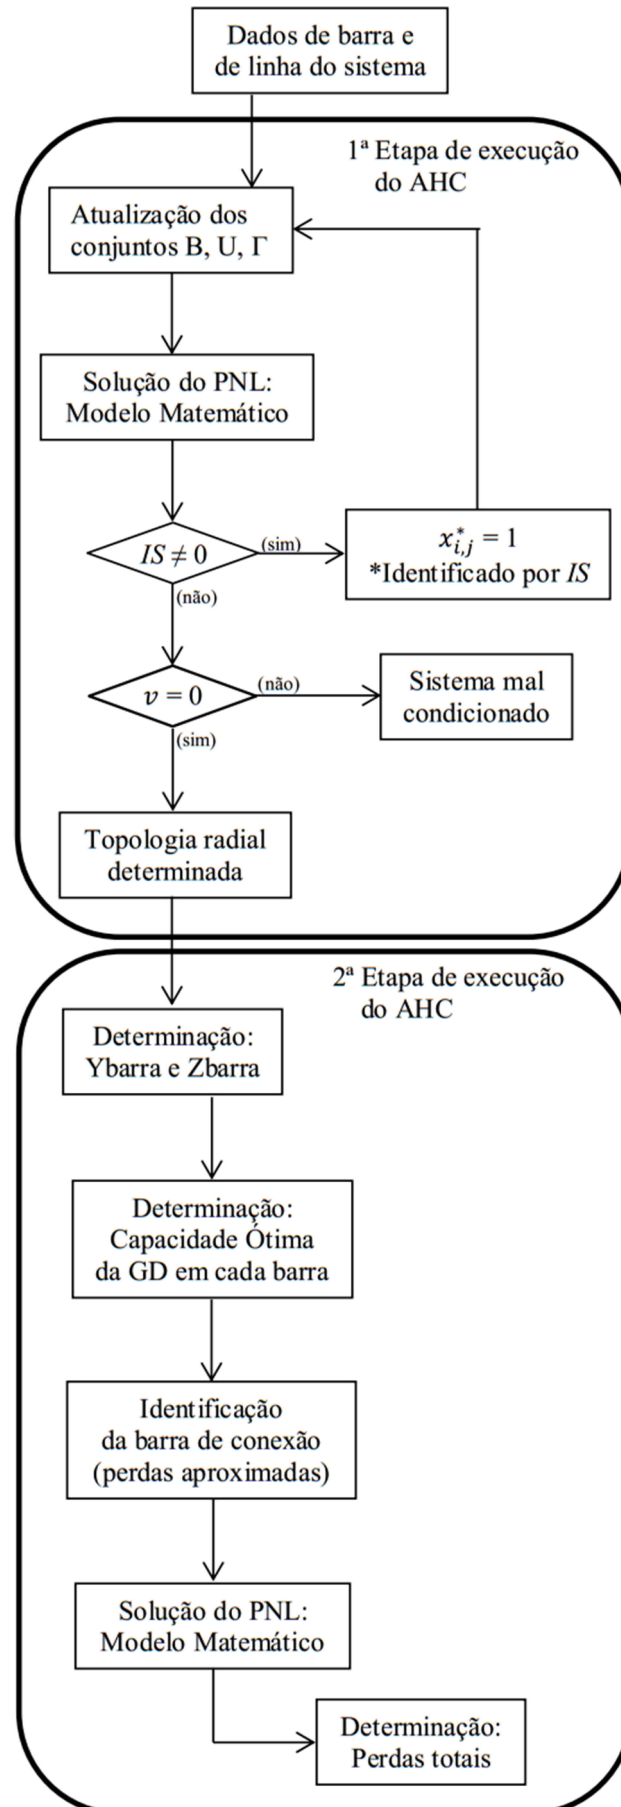 Dados de barra e
de linha do sistema
1ª Etapa de execução
do AHC
Atualização dos
conjuntos B, U, Γ
Solução do PNL:
Modelo Matemático
IS ≠ 0
(sim)
x*i,j = 1
*Identificado por IS
(não)
v = 0
(não)
Sistema mal
condicionado
(sim)
Topologia radial
determinada
2ª Etapa de execução
do AHC
Determinação:
Ybarra e Zbarra
Determinação:
Capacidade Ótima
da GD em cada barra
Identificação
da barra de conexão
(perdas aproximadas)
Solução do PNL:
Modelo Matemático
Determinação:
Perdas totais